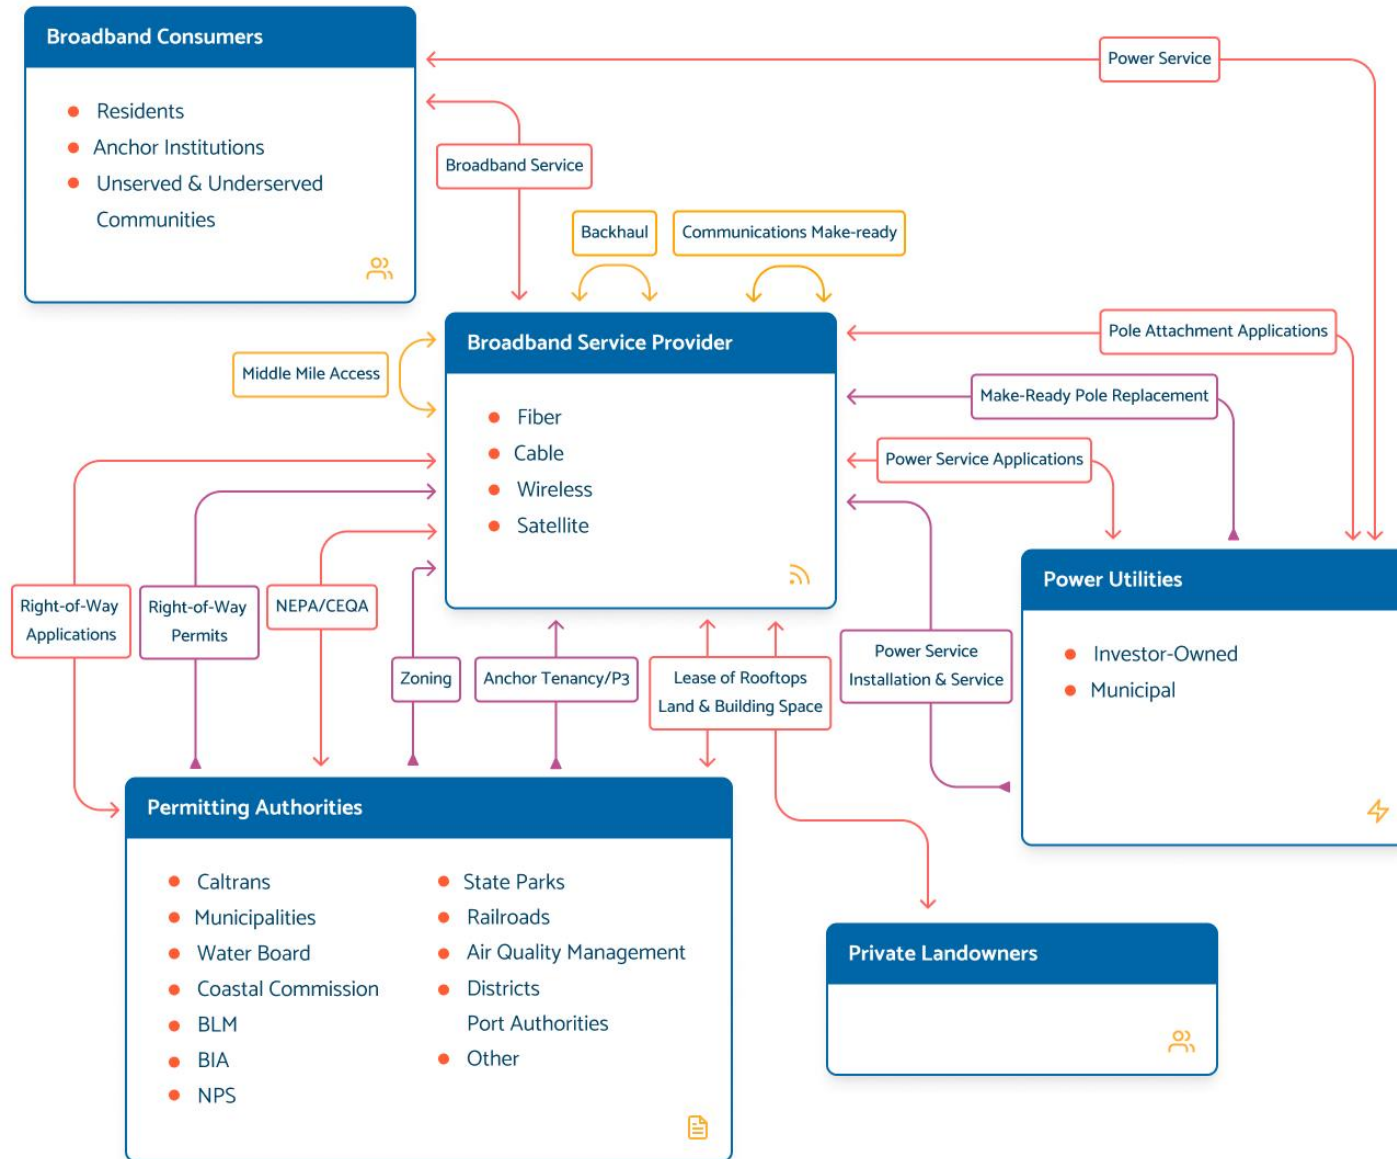 Broadband Consumers
Residents
Anchor Institutions
Unserved & Underserved
Communities
Power Service
Broadband Service
Backhaul
Communications Make-ready
Middle Mile Access
Broadband Service Provider
Fiber
Cable
Wireless
Satellite
Pole Attachment Applications
Make-Ready Pole Replacement
Power Service Applications
Right-of-Way
Applications
Right-of-Way
Permits
NEPA/CEQA
Zoning
Anchor Tenancy/P3
Lease of Rooftops
Land & Building Space
Power Service
Installation & Service
Power Utilities
Investor-Owned
Municipal
Permitting Authorities
Caltrans
Municipalities
Water Board
Coastal Commission
BLM
BIA
NPS
State Parks
Railroads
Air Quality Management
Districts
Port Authorities
Other
Private Landowners